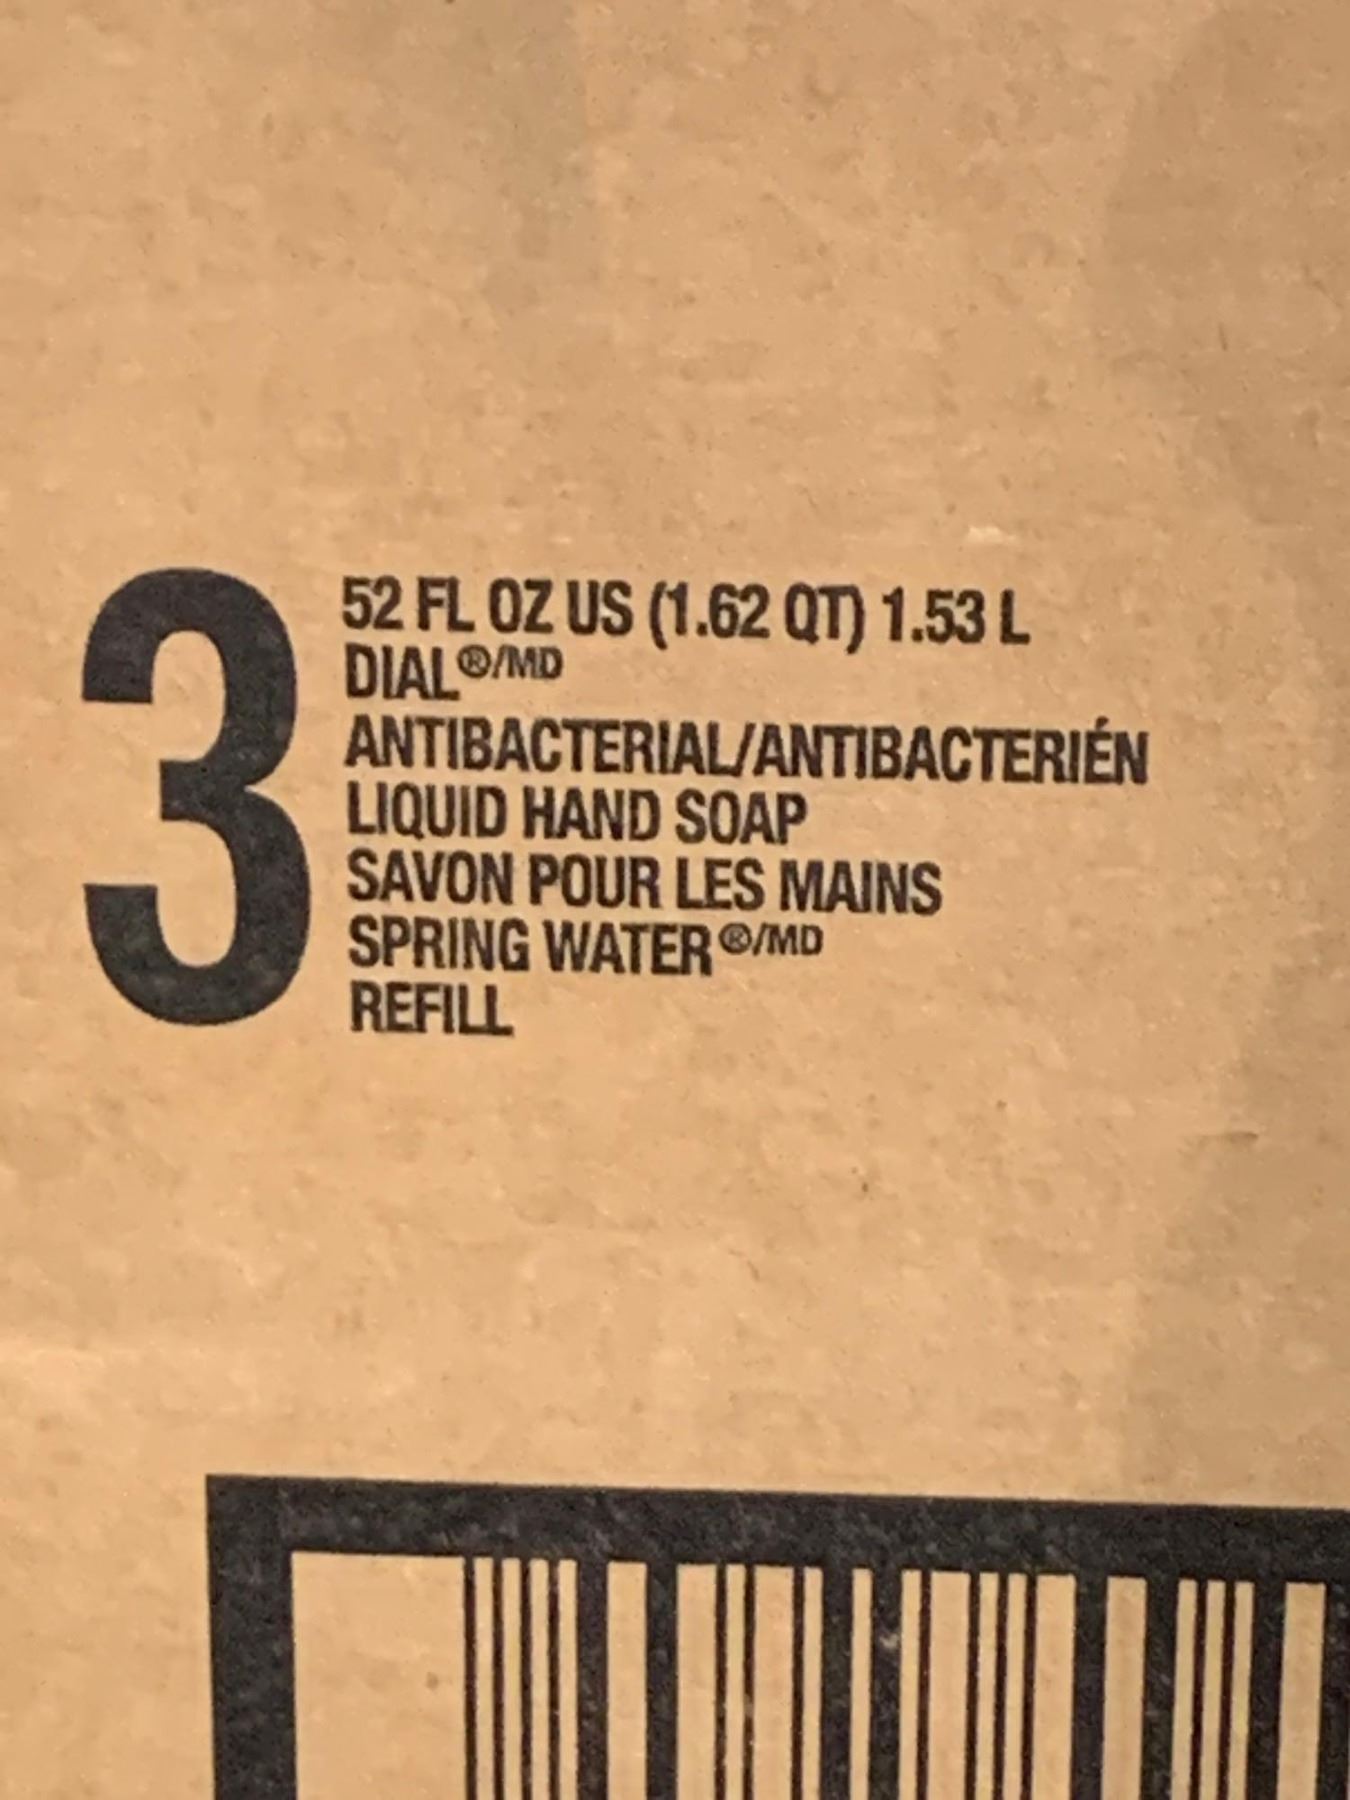 3
52 FL OZ US (1.62 QT) 1.53 L
DIAL®/MD
ANTIBACTERIAL/ANTIBACTERIÉN
LIQUID HAND SOAP
SAVON POUR LES MAINS
SPRING WATER®/MD
REFILL